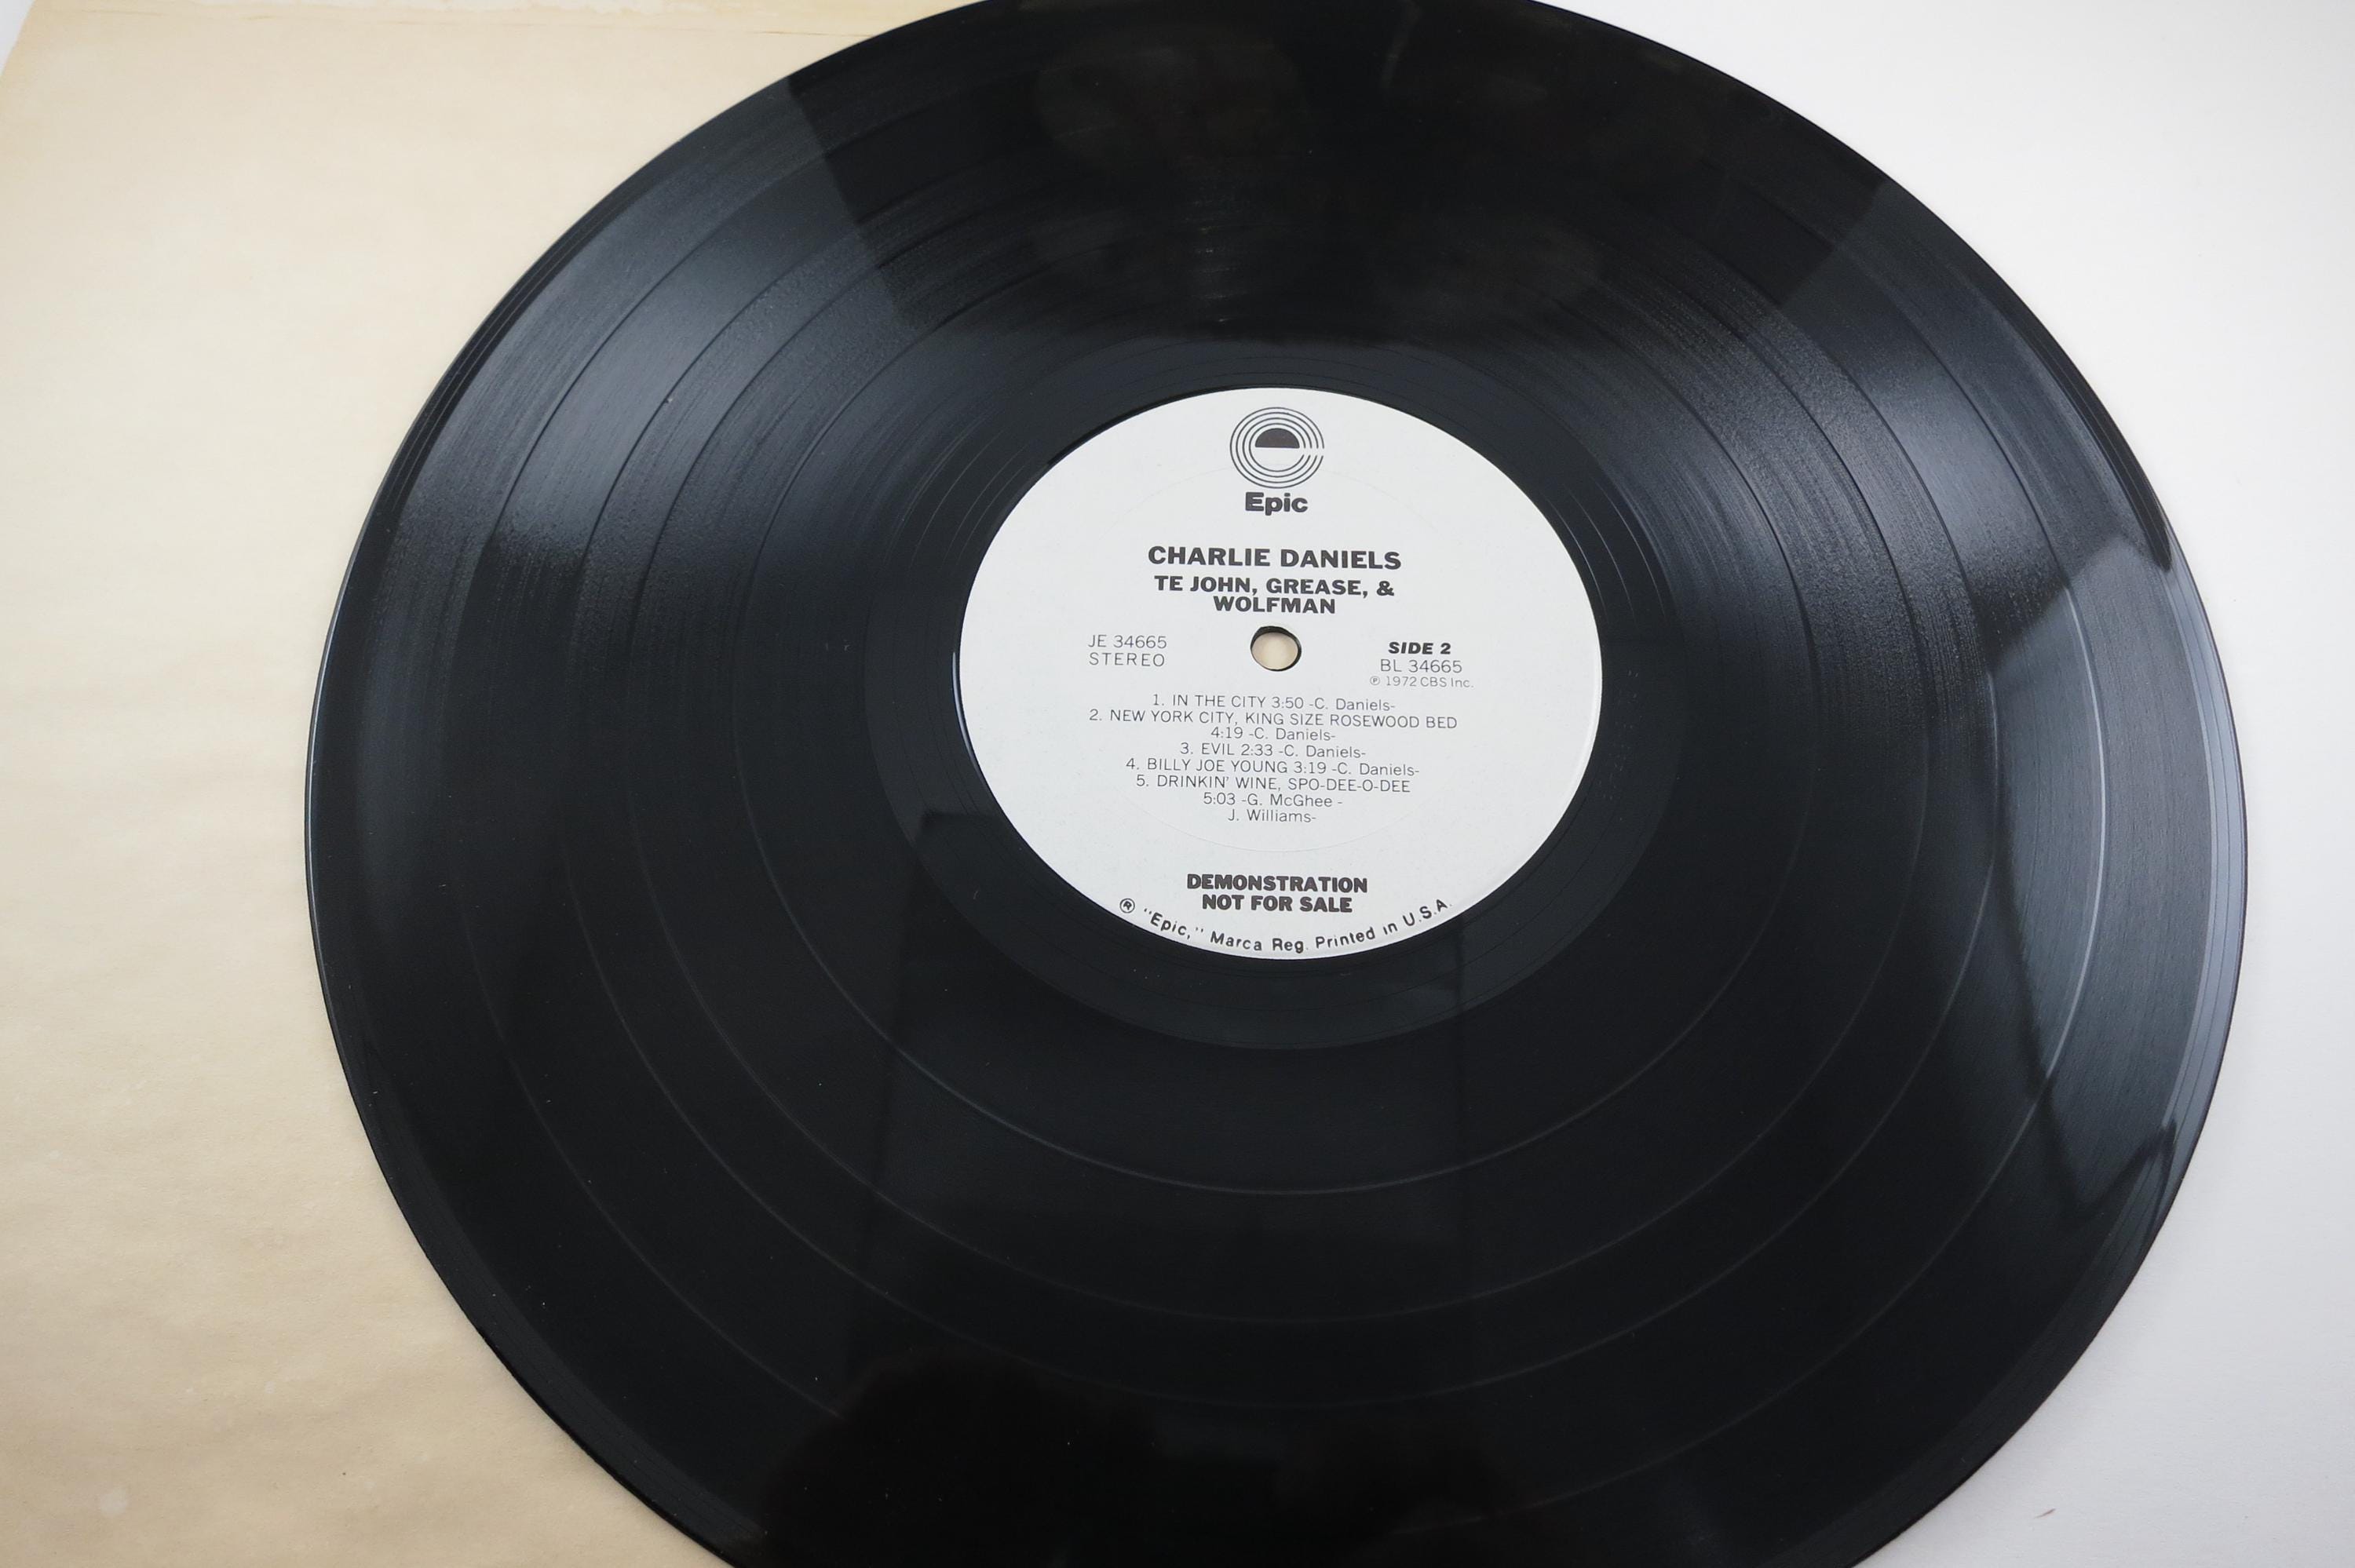 Epic
CHARLIE DANIELS
TE JOHN, GREASE, &
WOLFMAN
JE 34665
STEREO
SIDE 2
BL 34665
℗ 1972 CBS Inc.
1. IN THE CITY 3:50 -C. Daniels-
2. NEW YORK CITY, KING SIZE ROSEWOOD BED
4:19 -C. Daniels-
3. EVIL 2:33 -C. Daniels-
4. BILLY JOE YOUNG 3:19 -C. Daniels-
5. DRINKIN' WINE, SPO-DEE-O-DEE
5:03 -G. McGhee -
J. Williams-
DEMONSTRATION
NOT FOR SALE
® "Epic," Marca Reg. Printed in U.S.A.